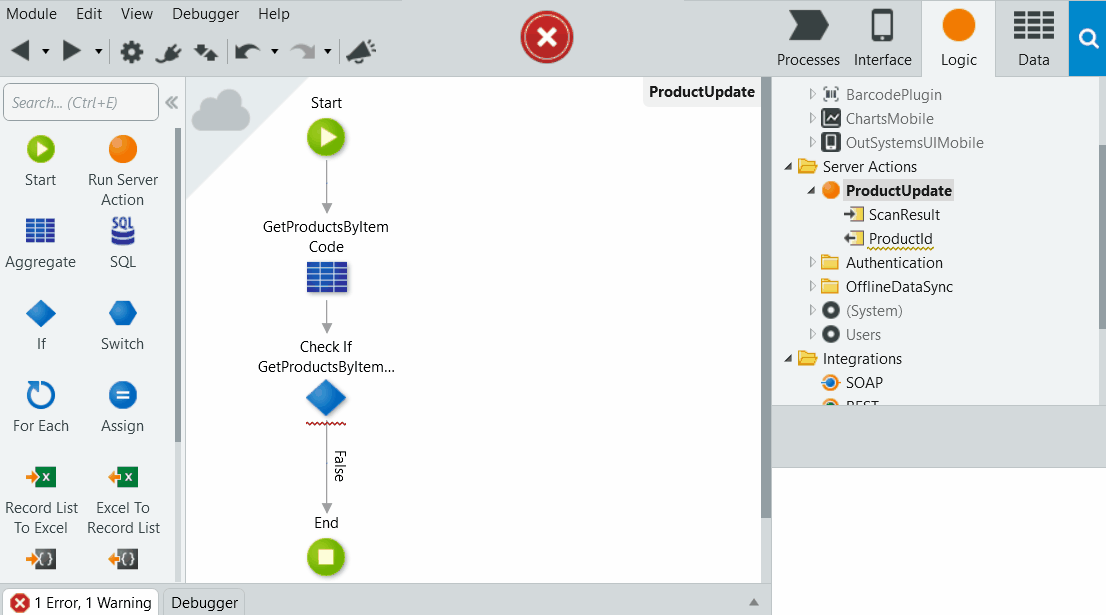 Module Edit View Debugger Help
Processes Interface Logic Data
Search... (Ctrl+E)
Start
Run Server
Action
Aggregate
SQL
SQL
If
Switch
For Each
Assign
Record List
To Excel
Excel To
Record List
ProductUpdate
Start
GetProductsByItem
Code
Check If
GetProductsByItem...
False
End
BarcodePlugin
ChartsMobile
OutSystemsUIMobile
Server Actions
ProductUpdate
ScanResult
ProductId
Authentication
OfflineDataSync
(System)
Users
Integrations
SOAP
REST
1 Error, 1 Warning
Debugger